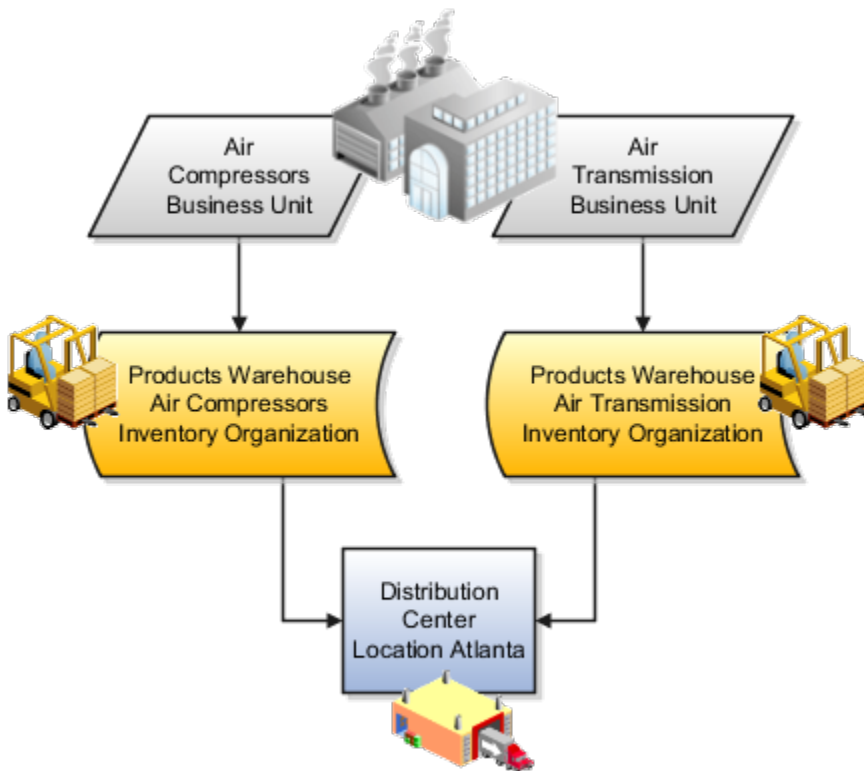 Air
Compressors
Business Unit
Air
Transmission
Business Unit
Products Warehouse
Air Compressors
Inventory Organization
Products Warehouse
Air Transmission
Inventory Organization
Distribution
Center
Location Atlanta